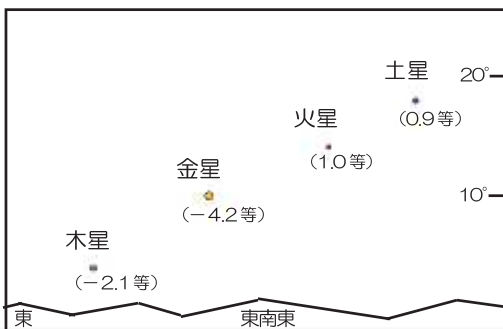 土星
20°
(0.9等)
火星
(1.0等)
金星
10°
(−4.2等)
木星
(−2.1等)
東
東南東